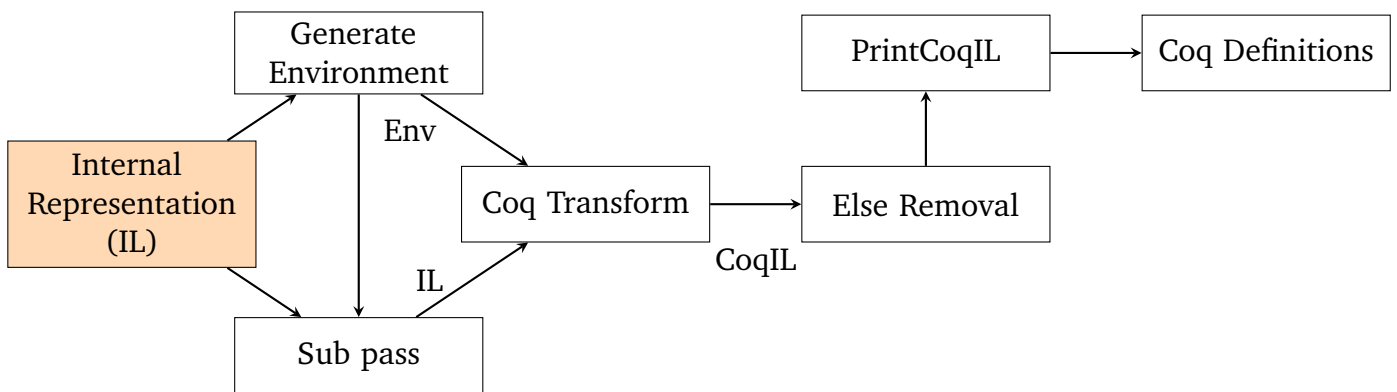 Generate
Environment
PrintCoqIL
Coq Definitions
Env
Internal
Representation
(IL)
Coq Transform
Else Removal
CoqIL
IL
Sub pass